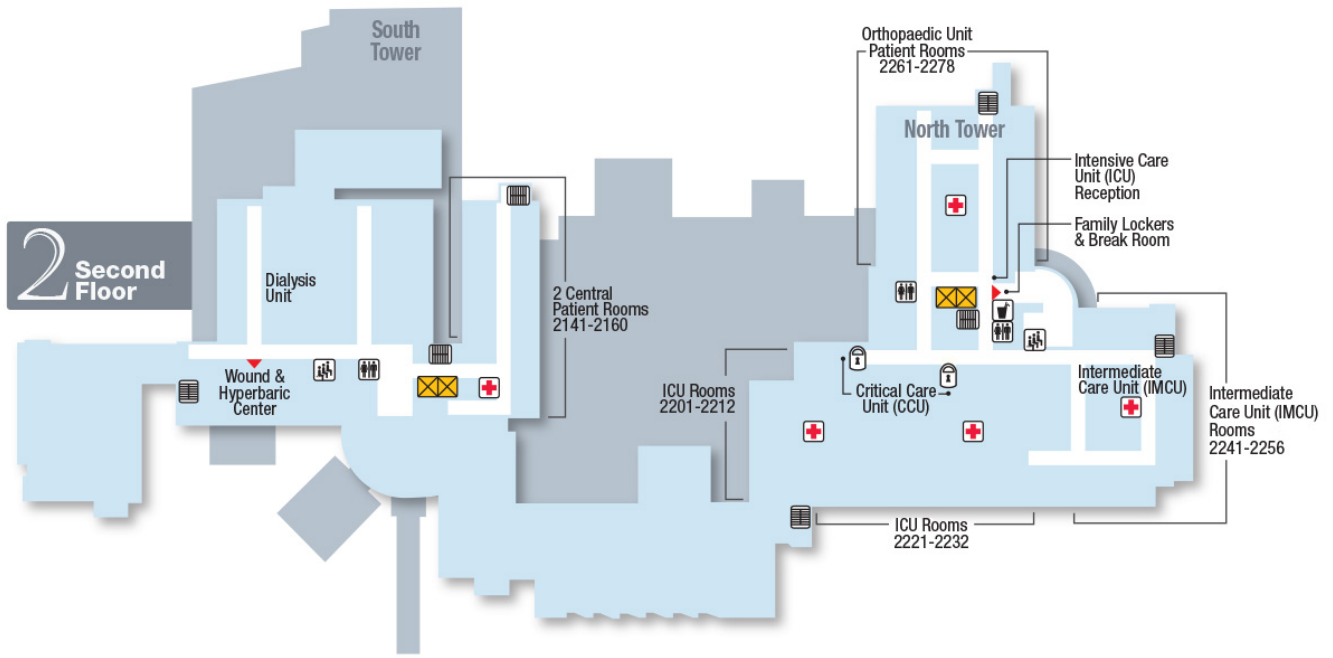 South
Tower
Orthopaedic Unit
Patient Rooms
2261-2278
North Tower
Intensive Care
Unit (ICU)
Reception
Family Lockers
& Break Room
2 Second
Floor
Dialysis
Unit
2 Central
Patient Rooms
2141-2160
Wound &
Hyperbaric
Center
ICU Rooms
2201-2212
Critical Care
Unit (CCU)
Intermediate
Care Unit (IMCU)
Intermediate
Care Unit (IMCU)
Rooms
2241-2256
ICU Rooms
2221-2232